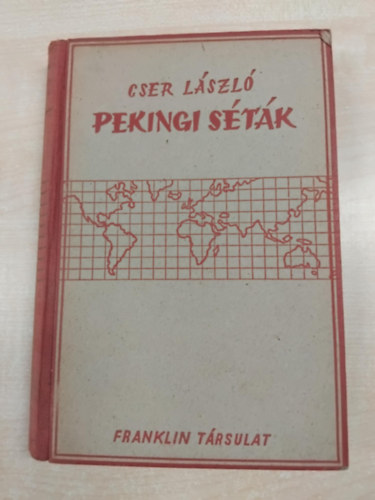 CSER LÁSZLÓ
PEKINGI SÉTÁK
FRANKLIN TÁRSULAT